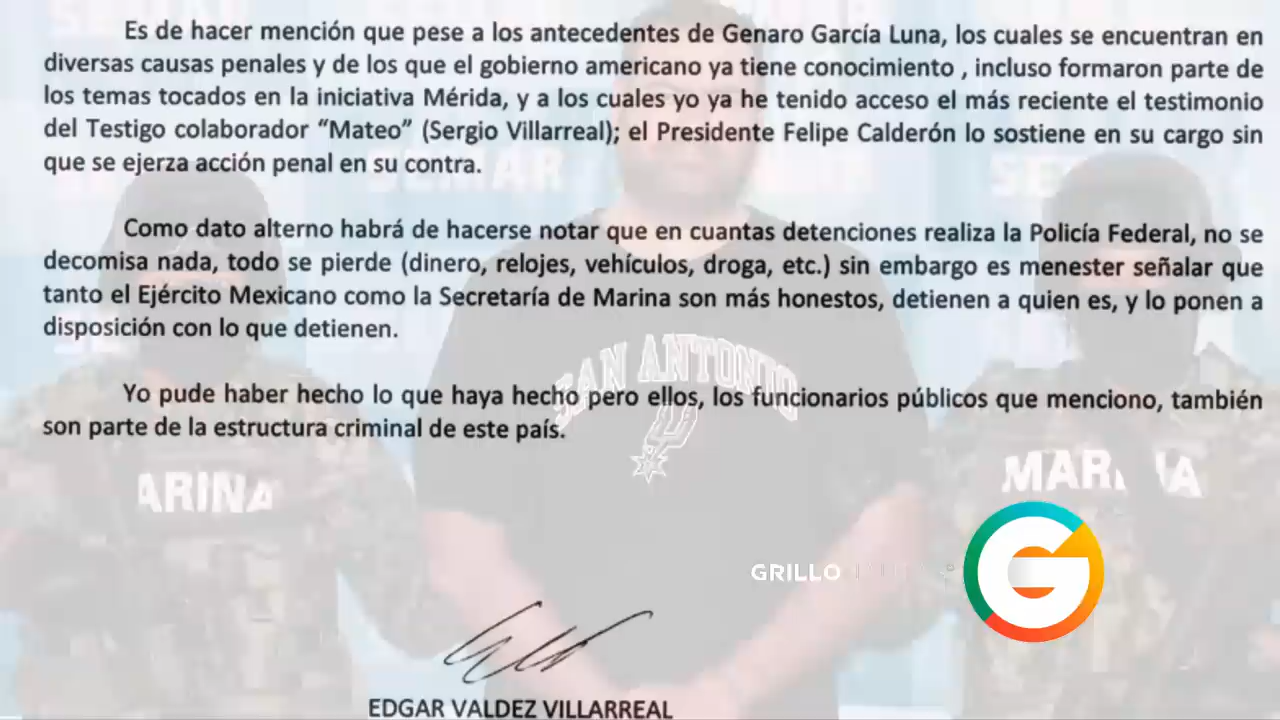 Es de hacer mención que pese a los antecedentes de Genaro García Luna, los cuales se encuentran en
diversas causas penales y de los que el gobierno americano ya tiene conocimiento , incluso formaron parte de
los temas tocados en la iniciativa Mérida, y a los cuales yo ya he tenido acceso el más reciente el testimonio
del Testigo colaborador “Mateo” (Sergio Villarreal); el Presidente Felipe Calderón lo sostiene en su cargo sin
que se ejerza acción penal en su contra.
Como dato alterno habrá de hacerse notar que en cuantas detenciones realiza la Policía Federal, no se
decomisa nada, todo se pierde (dinero, relojes, vehículos, droga, etc.) sin embargo es menester señalar que
tanto el Ejército Mexicano como la Secretaría de Marina son más honestos, detienen a quien es, y lo ponen a
disposición con lo que detienen.
Yo pude haber hecho lo que haya hecho pero ellos, los funcionarios públicos que menciono, también
son parte de la estructura criminal de este país.
SEMAR
SAN ANTONIO
ARINA
MARINA
GRILLO
G
EDGAR VALDEZ VILLARREAL